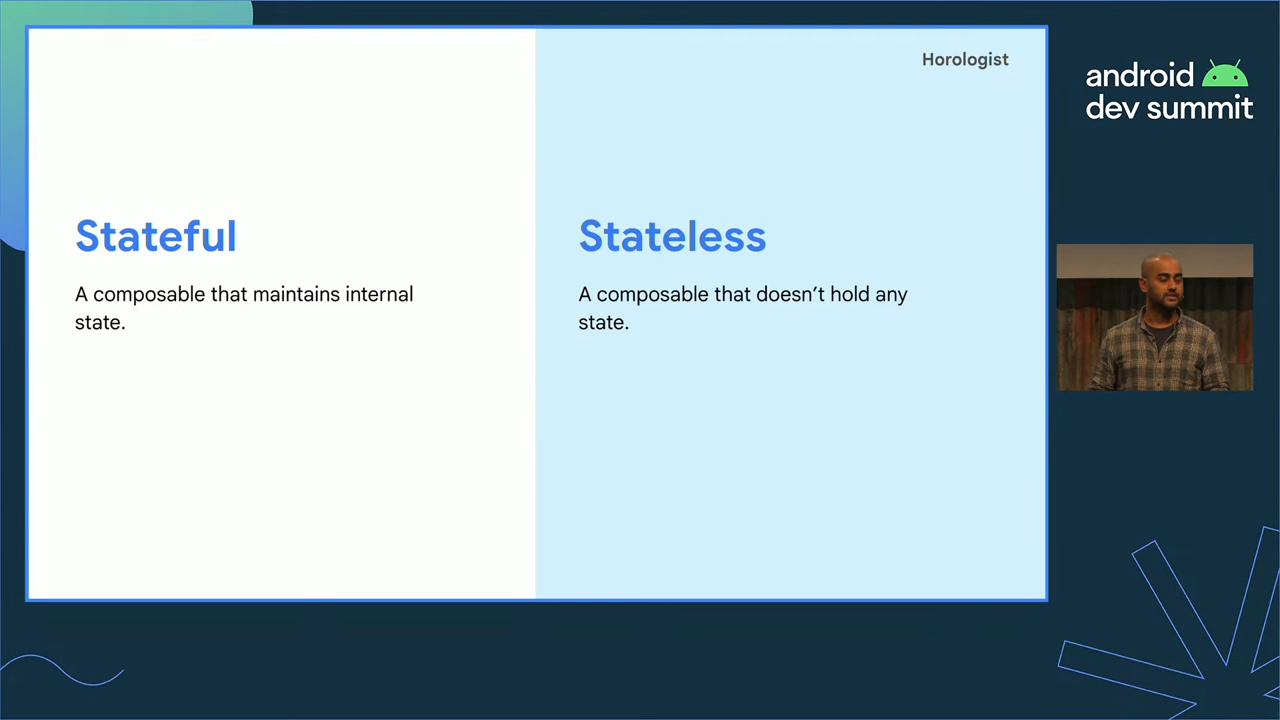 Horologist
Stateful
A composable that maintains internal
state.
Stateless
A composable that doesn’t hold any
state.
android
dev summit